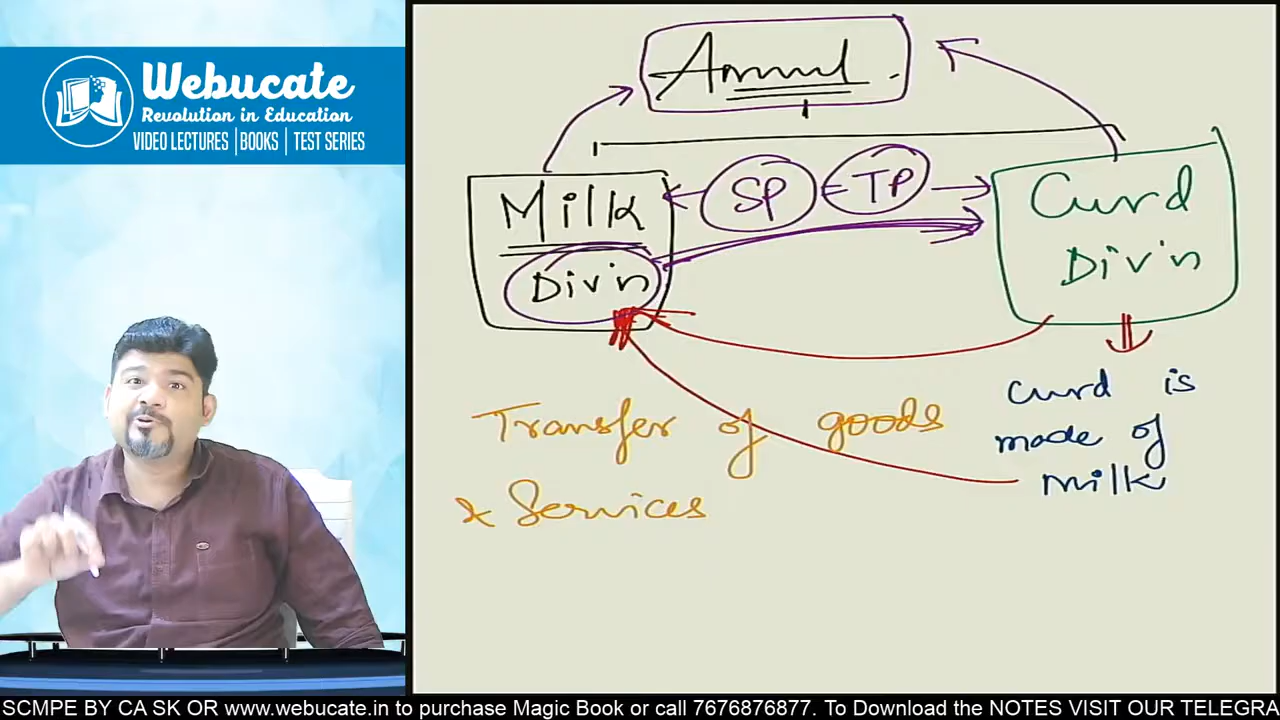 Webucate
Revolution in Education
VIDEO LECTURES | BOOKS | TEST SERIES
Amul.
Milk
Div'n
SP
TP
Curd
Div'n
Curd is
made of
milk
Transfer of goods
& Services
SCMPE BY CA SK OR www.webucate.in to purchase Magic Book or call 7676876877. To Download the NOTES VISIT OUR TELEGRA